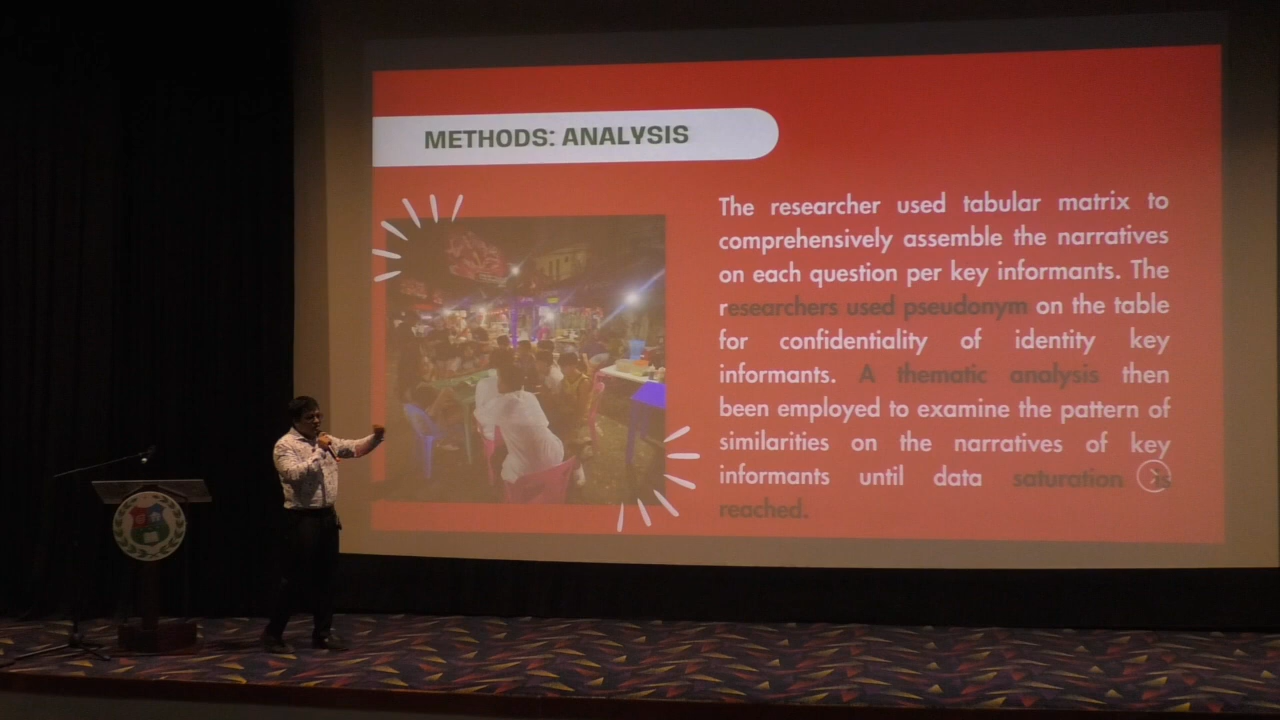 METHODS: ANALYSIS
The researcher used tabular matrix to
comprehensively assemble the narratives
on each question per key informants. The
researchers used pseudonym on the table
for confidentiality of identity key
informants. A thematic analysis then
been employed to examine the pattern of
similarities on the narratives of key
informants until data saturation is
reached.